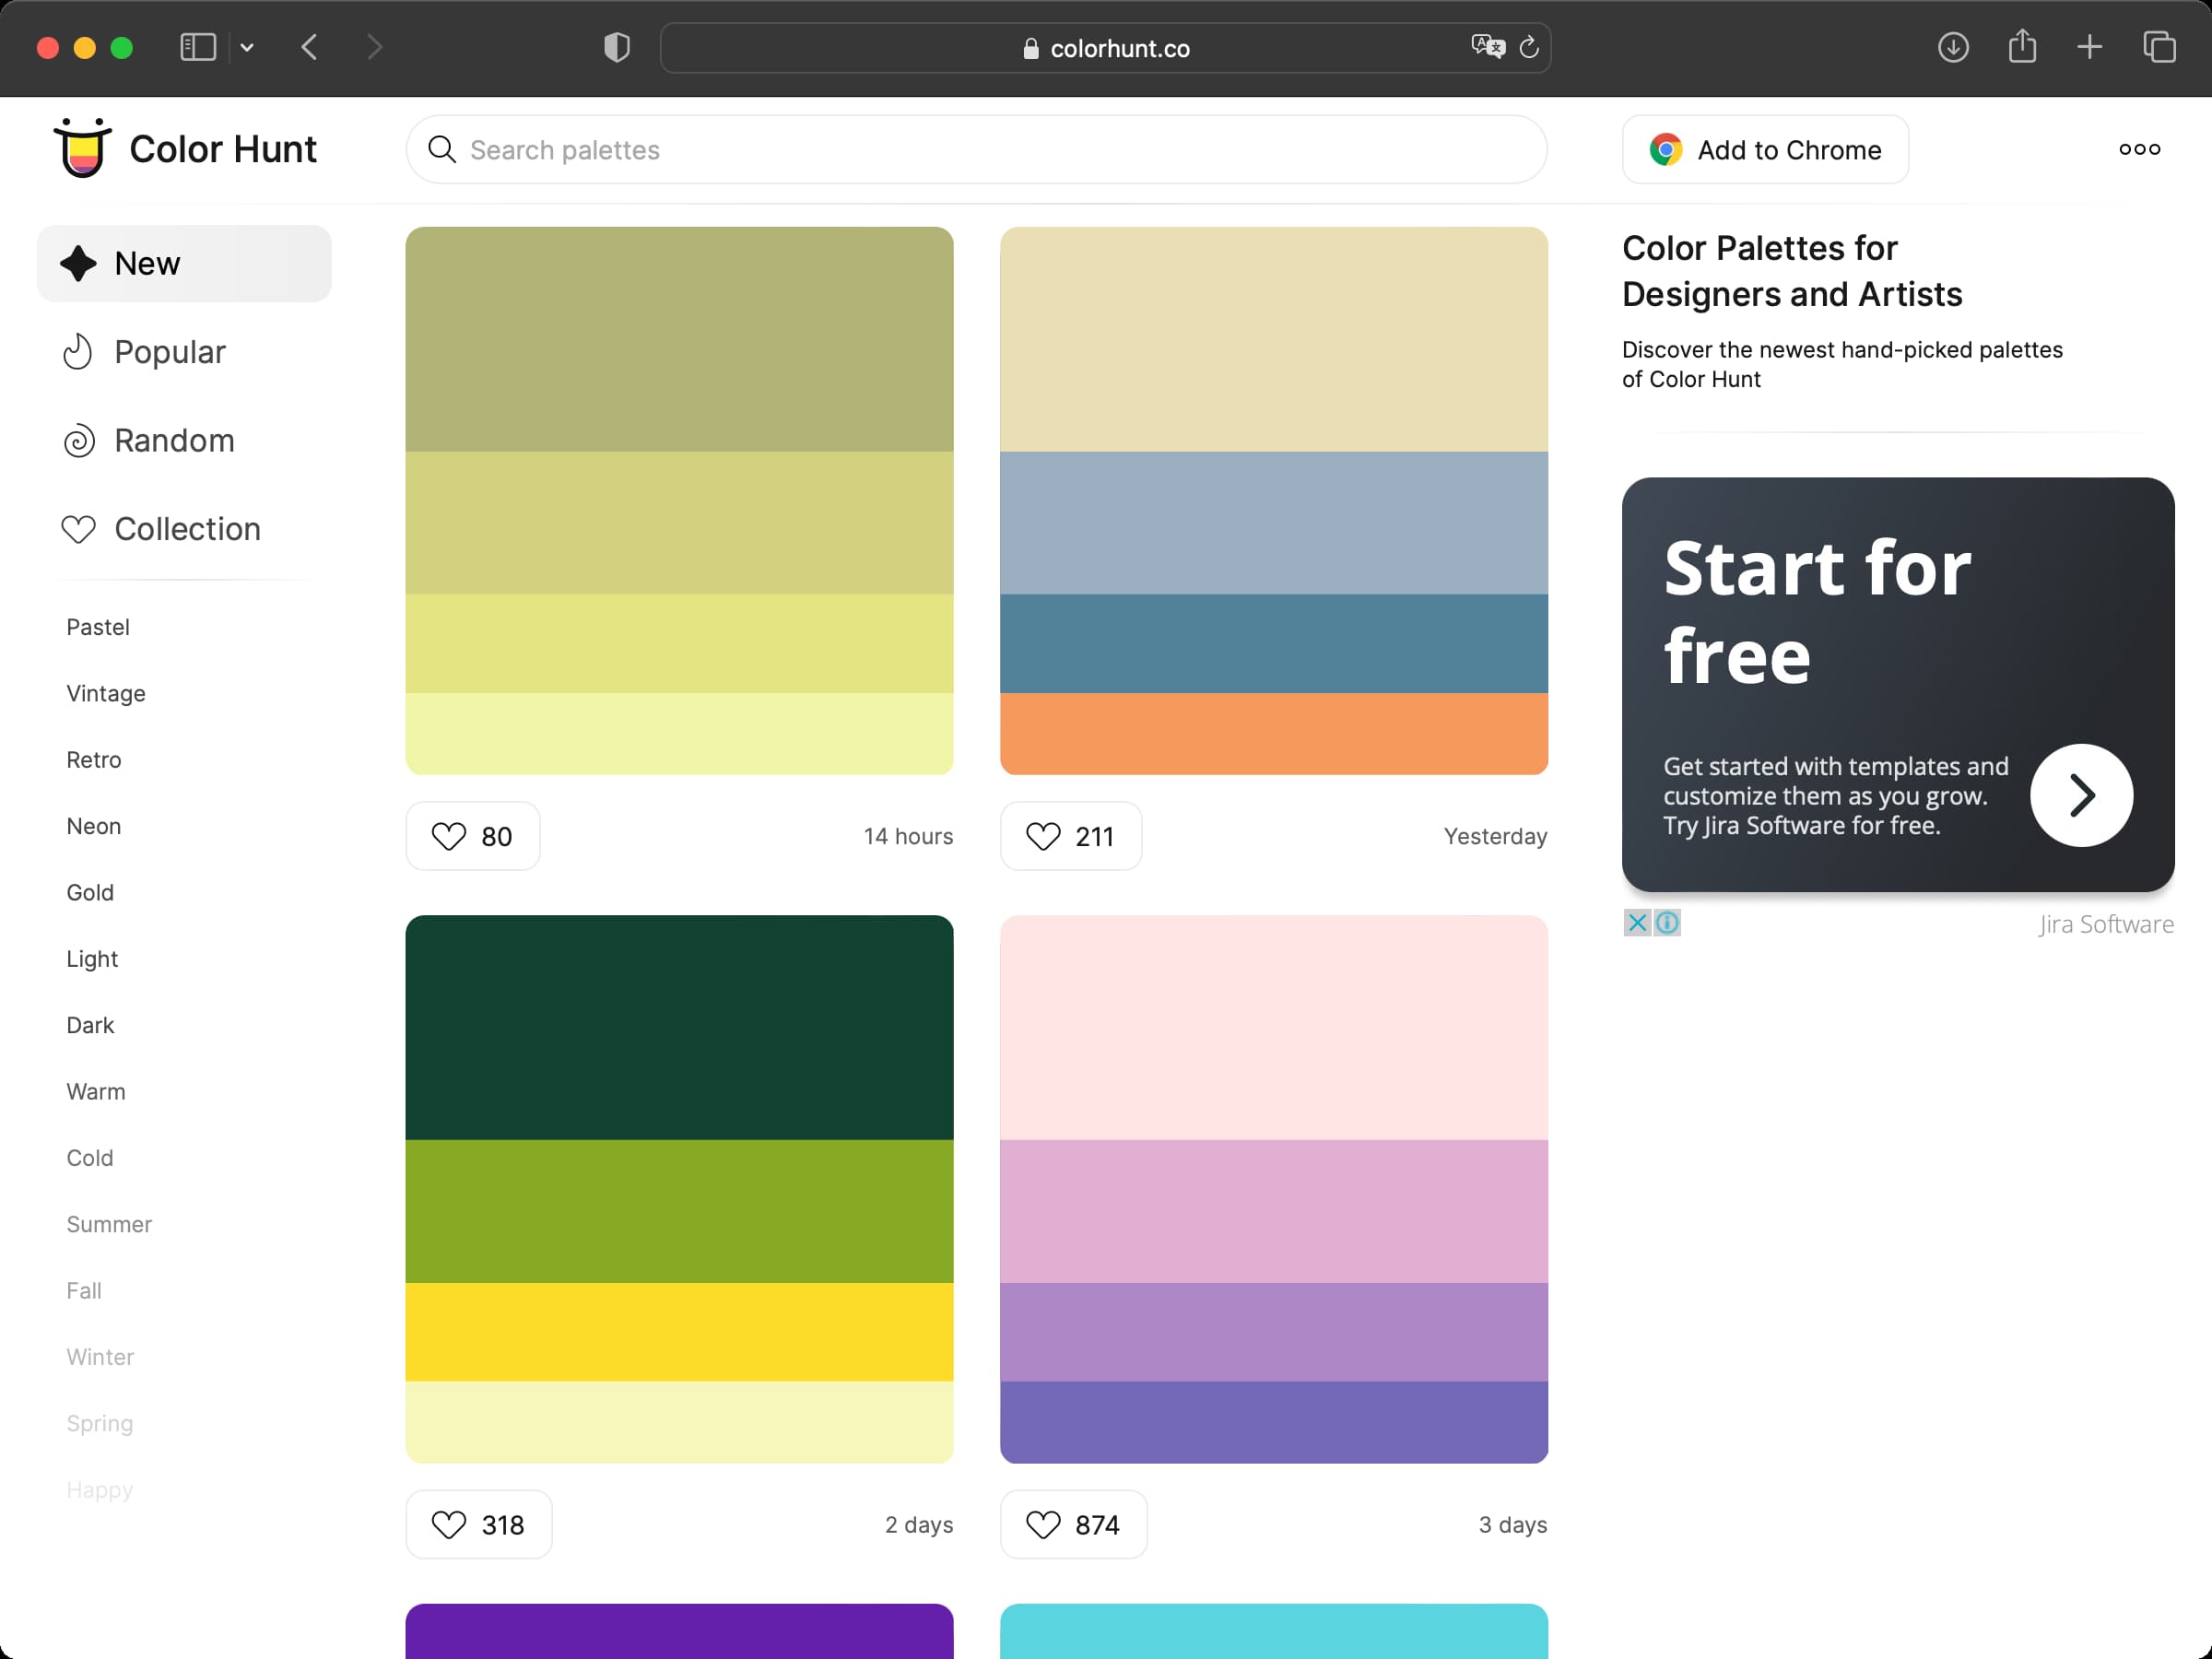 colorhunt.co
Color Hunt
Search palettes
Add to Chrome
New
Popular
Random
Collection
Pastel
Vintage
Retro
Neon
Gold
Light
Dark
Warm
Cold
Summer
Fall
Winter
Spring
Happy
80
14 hours
211
Yesterday
318
2 days
874
3 days
Color Palettes for
Designers and Artists
Discover the newest hand-picked palettes
of Color Hunt
Start for
free
Get started with templates and
customize them as you grow.
Try Jira Software for free.
Jira Software